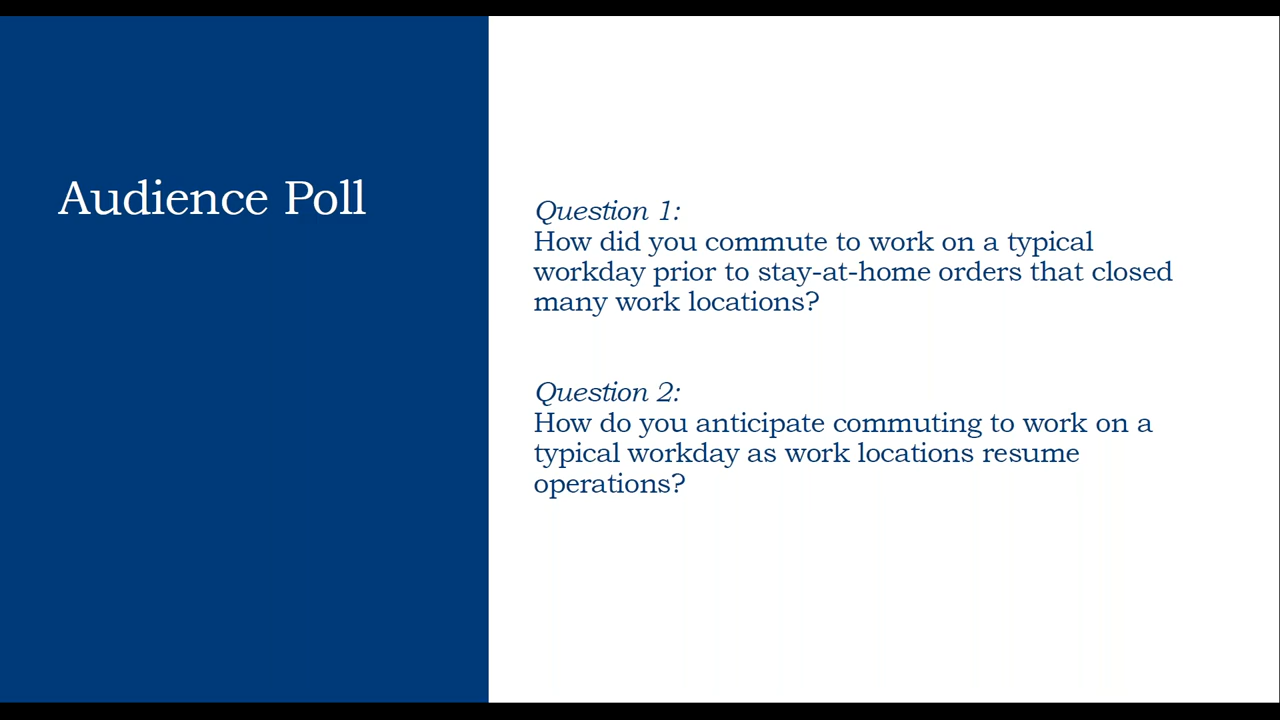 Audience Poll
Question 1:
How did you commute to work on a typical
workday prior to stay-at-home orders that closed
many work locations?
Question 2:
How do you anticipate commuting to work on a
typical workday as work locations resume
operations?